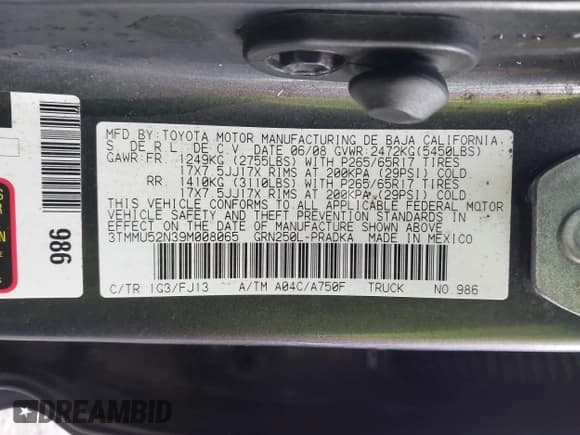 MFD.BY:TOYOTA MOTOR MANUFACTURING DE BAJA CALIFORNIA,
S. DE R.L. DE C.V. DATE 06/08 GVWR:2472KG(5450LBS)
GAWR:FR. 1249KG (2755LBS) WITH P265/65R17 TIRES
17X7 5JJ17X RIMS AT 200KPA (29PSI) COLD.
RR 1410KG (3110LBS) WITH P265/65R17 TIRES
17X7 5JJ17X RIMS AT 200KPA (29PSI) COLD.
THIS VEHICLE CONFORMS TO ALL APPLICABLE FEDERAL MOTOR
VEHICLE SAFETY AND THEFT PREVENTION STANDARDS IN
EFFECT ON THE DATE OF MANUFACTURE SHOWN ABOVE.
3TMMU52N39M008065 GRN250L-PRADKA MADE IN MEXICO
C/TR 1G3/FJ13 A/TM A04C/A750F TRUCK NO 986
986
DREAMBID